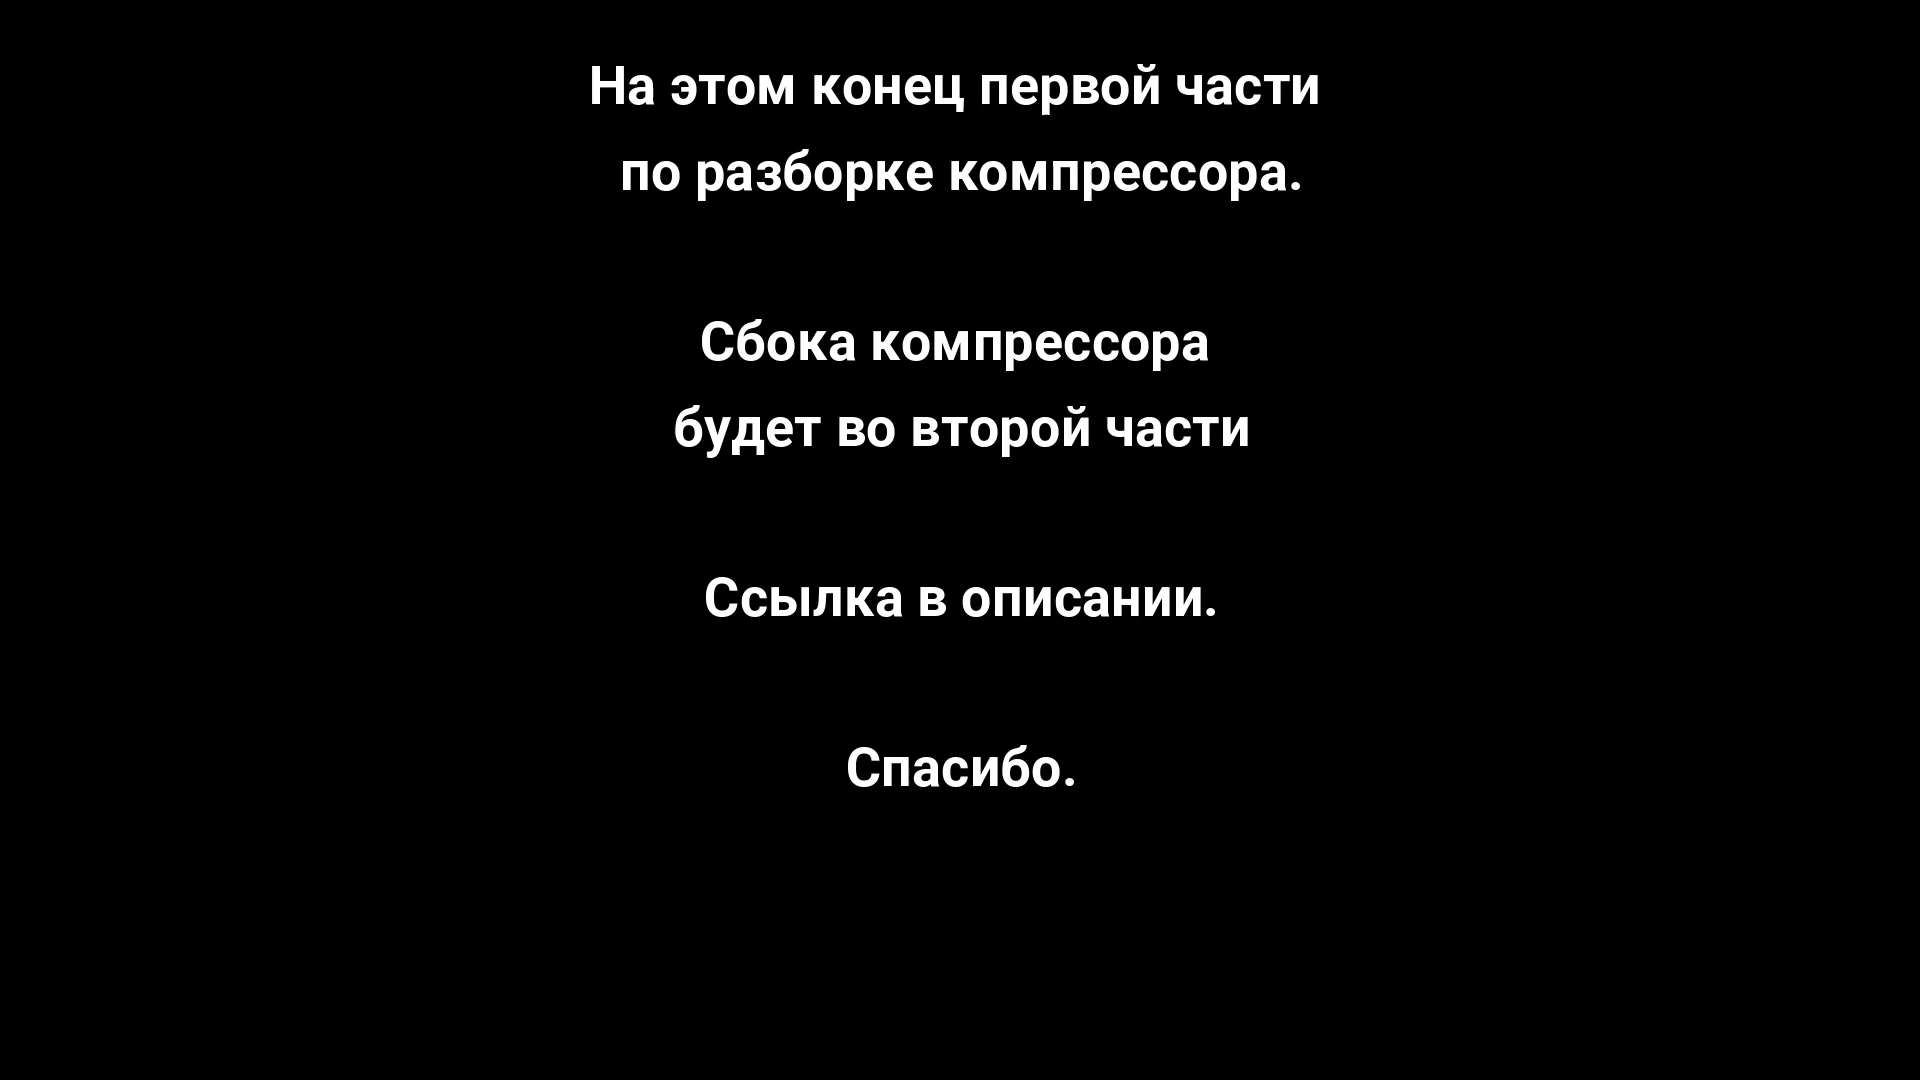 На этом конец первой части
по разборке компрессора.
Сбока компрессора
будет во второй части
Ссылка в описании.
Спасибо.